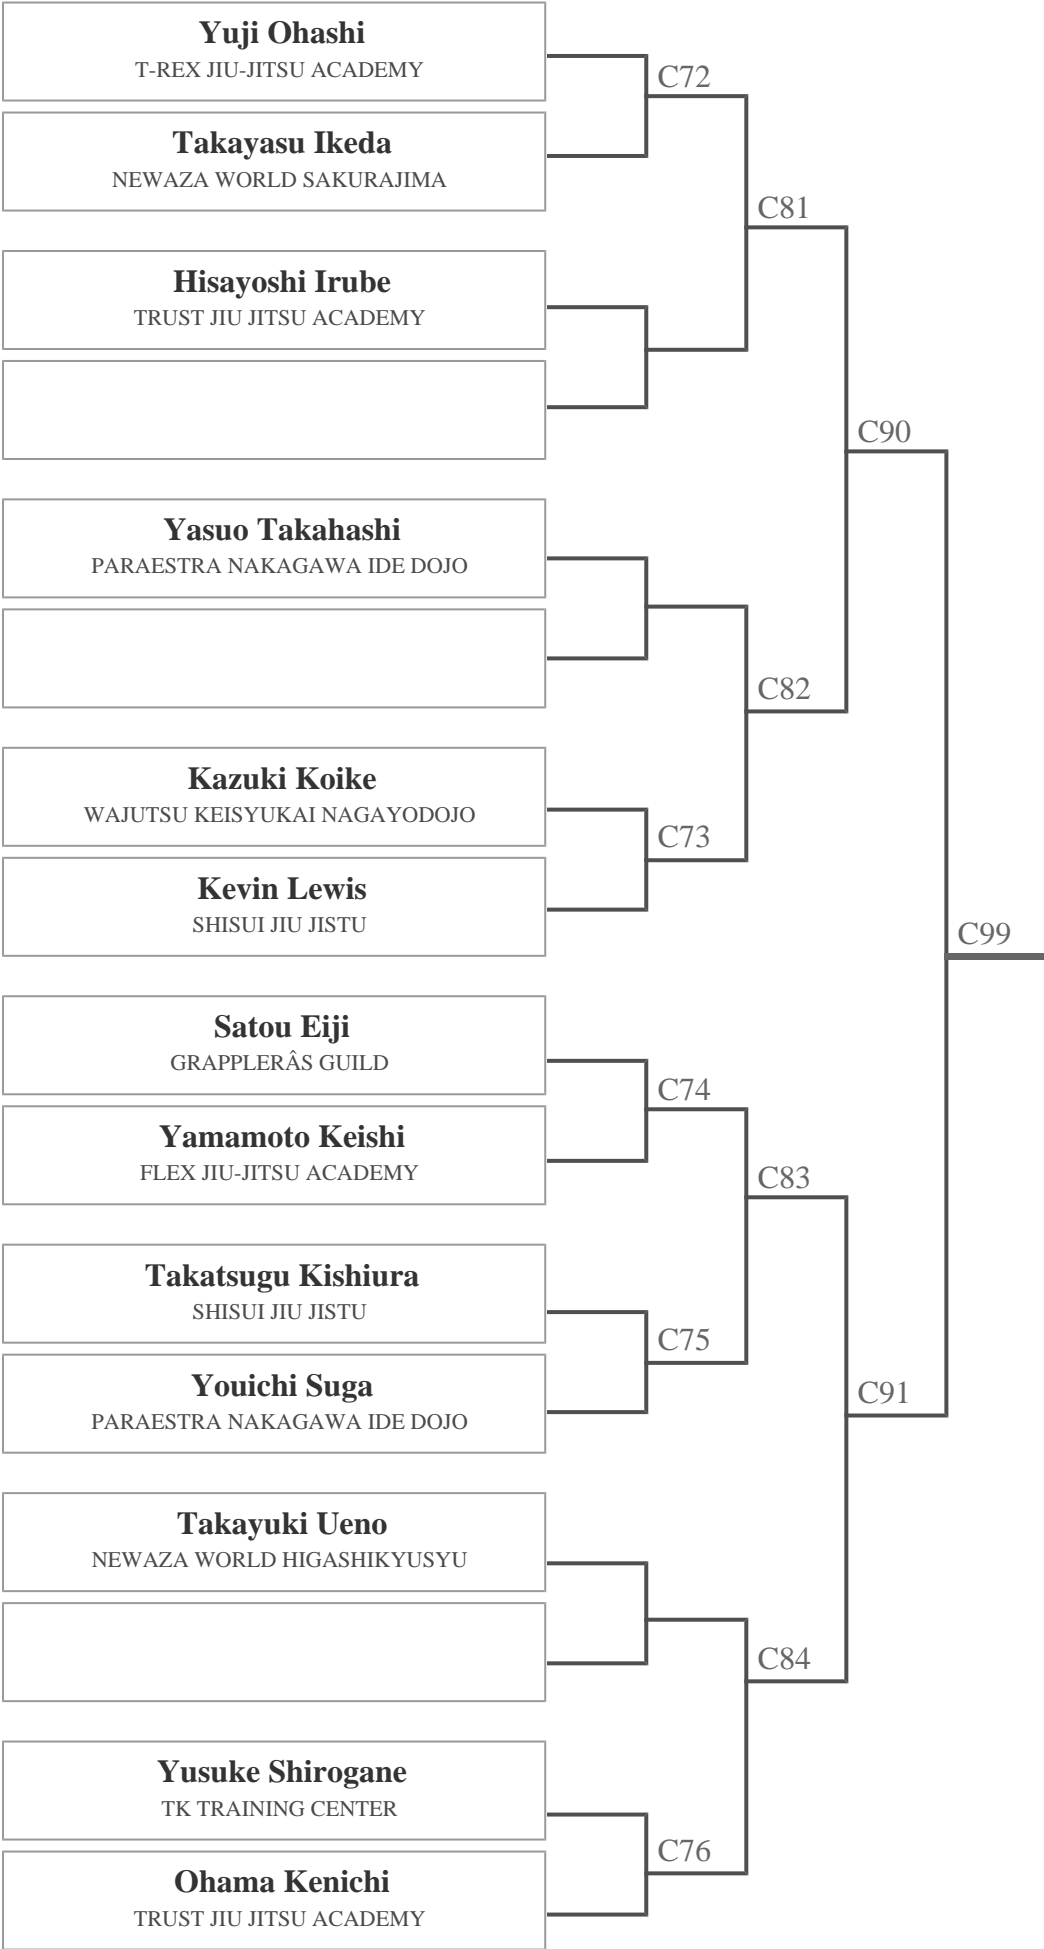 Yuji Ohashi
T-REX JIU-JITSU ACADEMY
C72
Takayasu Ikeda
NEWAZA WORLD SAKURAJIMA
C81
Hisayoshi Irube
TRUST JIU JITSU ACADEMY
C90
Yasuo Takahashi
PARAESTRA NAKAGAWA IDE DOJO
C82
Kazuki Koike
WAJUTSU KEISYUKAI NAGAYODOJO
C73
Kevin Lewis
SHISUI JIU JISTU
C99
Satou Eiji
GRAPPLERÂS GUILD
C74
Yamamoto Keishi
FLEX JIU-JITSU ACADEMY
C83
Takatsugu Kishiura
SHISUI JIU JISTU
C75
Youichi Suga
PARAESTRA NAKAGAWA IDE DOJO
C91
Takayuki Ueno
NEWAZA WORLD HIGASHIKYUSYU
C84
Yusuke Shirogane
TK TRAINING CENTER
C76
Ohama Kenichi
TRUST JIU JITSU ACADEMY